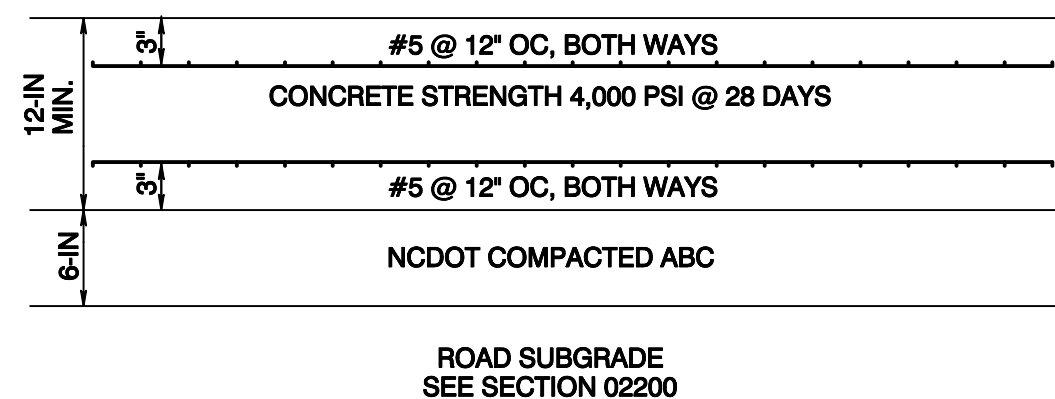 3"
#5 @ 12" OC, BOTH WAYS
12-IN
MIN.
CONCRETE STRENGTH 4,000 PSI @ 28 DAYS
3"
#5 @ 12" OC, BOTH WAYS
6-IN
NCDOT COMPACTED ABC
ROAD SUBGRADE
SEE SECTION 02200